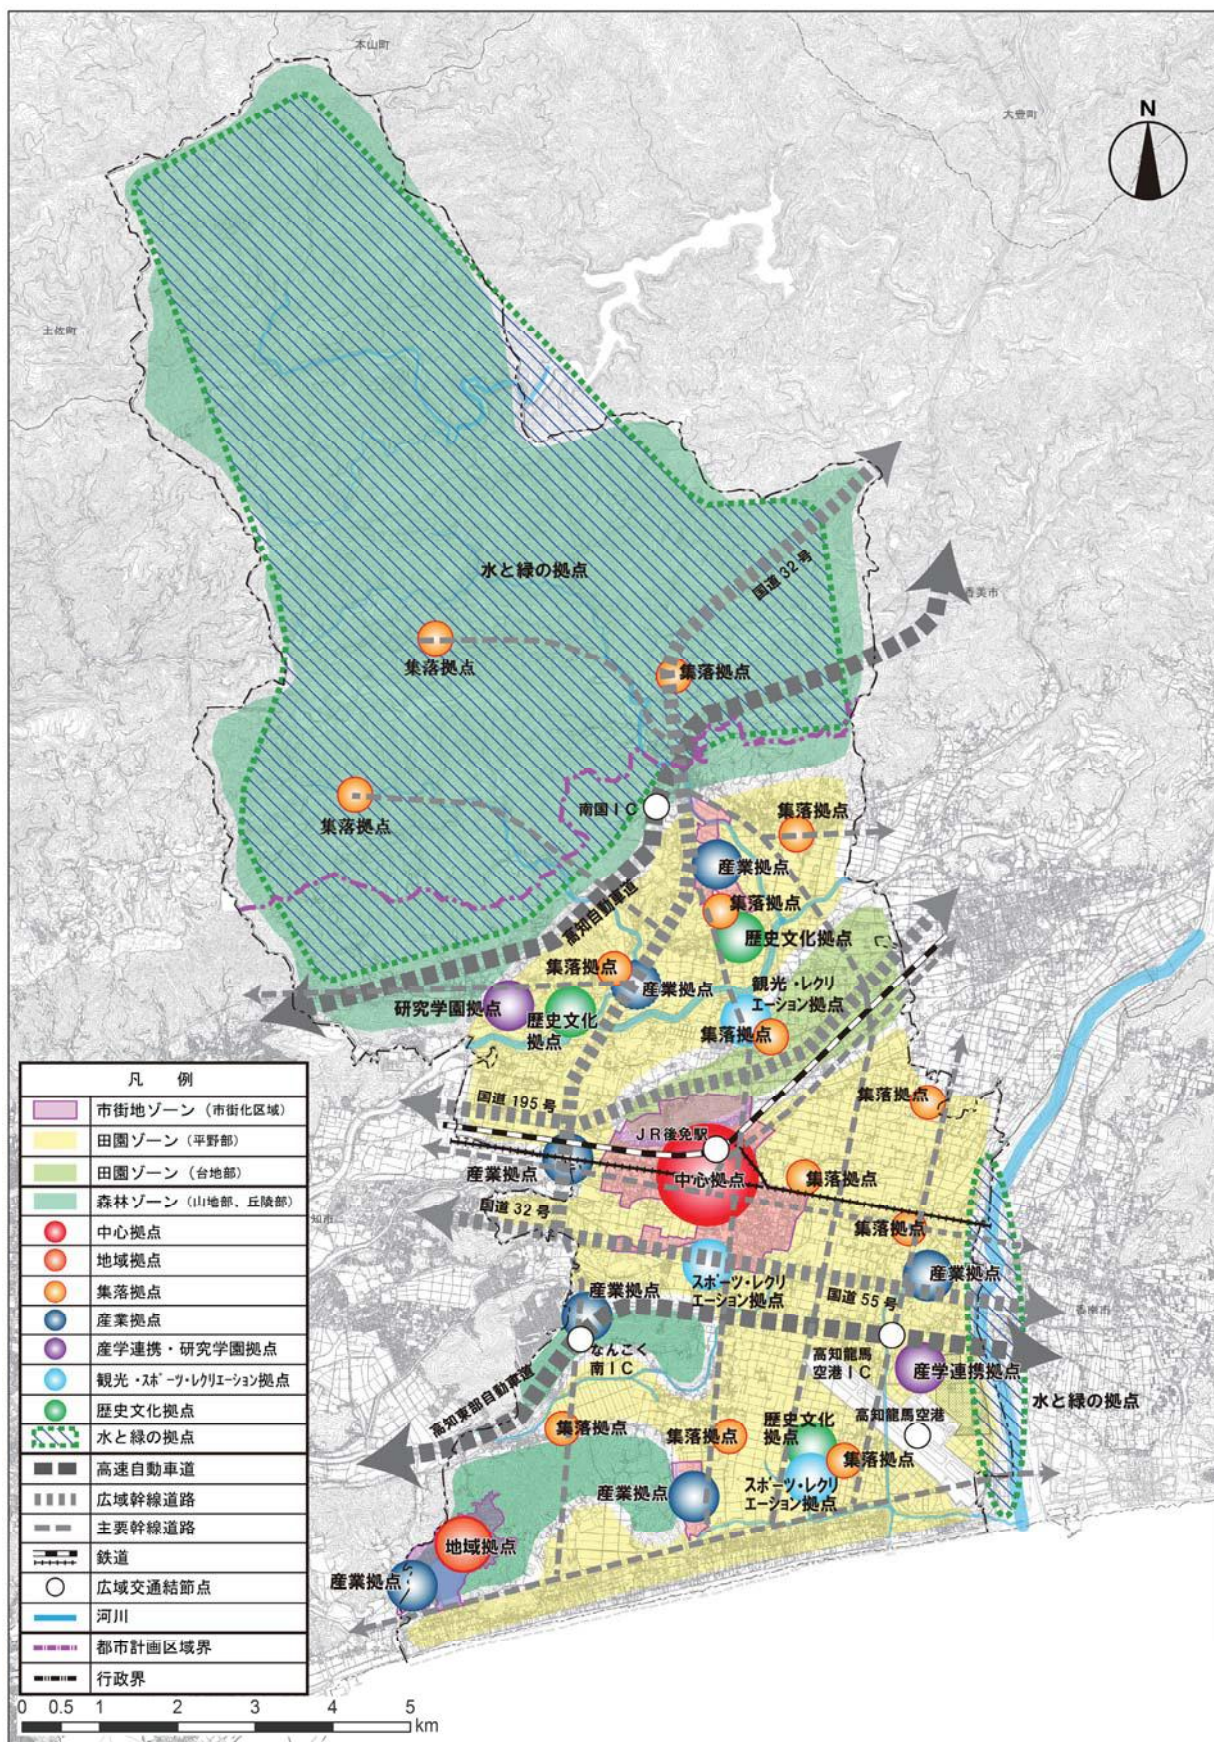 本山町
大豊町
N
土佐町
水と緑の拠点
国道32号
香美市
集落拠点
集落拠点
集落拠点
南国IC
集落拠点
産業拠点
高知自動車道
集落拠点
歴史文化拠点
集落拠点
産業拠点
観光・レクリ
エーション拠点
研究学園拠点
歴史文化
拠点
集落拠点
国道195号
集落拠点
JR後免駅
産業拠点
中心拠点
集落拠点
国道32号
集落拠点
産業拠点
スポーツ・レクリ
エーション拠点
国道55号
産業拠点
香南市
なんこく
南IC
高知龍馬
空港IC
産学連携拠点
高知東部自動車道
水と緑の拠点
高知龍馬空港
集落拠点
集落拠点
歴史文化
拠点
集落拠点
スポーツ・レクリ
エーション拠点
産業拠点
地域拠点
産業拠点
凡 例
市街地ゾーン(市街化区域)
田園ゾーン(平野部)
田園ゾーン(台地部)
森林ゾーン(山地部、丘陵部)
中心拠点
地域拠点
集落拠点
産業拠点
産学連携・研究学園拠点
観光・スポーツ・レクリエーション拠点
歴史文化拠点
水と緑の拠点
高速自動車道
広域幹線道路
主要幹線道路
鉄道
広域交通結節点
河川
都市計画区域界
行政界
0 0.5 1 2 3 4 5
km